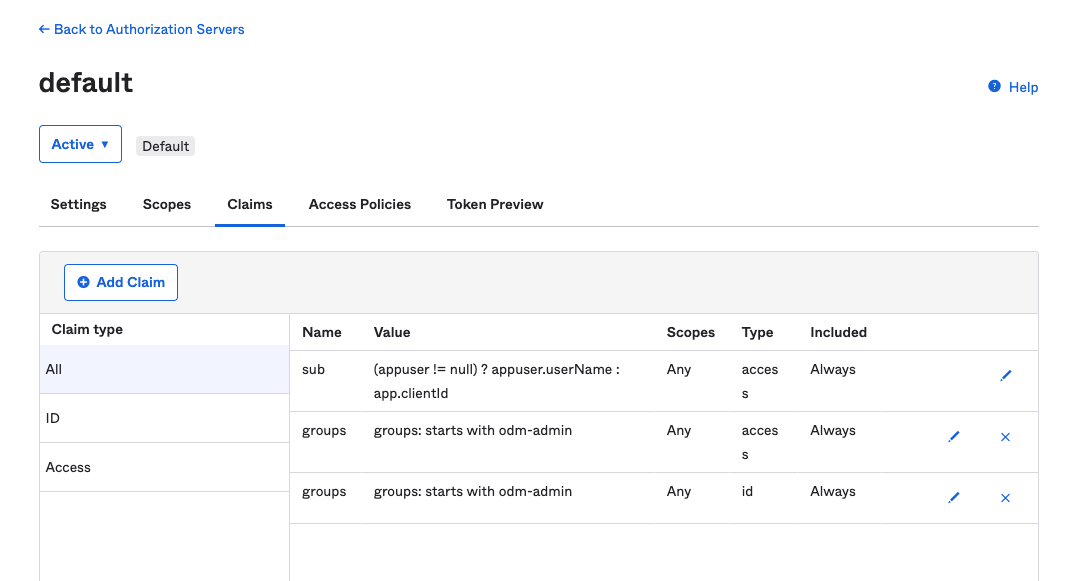 ← Back to Authorization Servers
default
? Help
Active ▼ Default
Settings Scopes Claims Access Policies Token Preview
Add Claim
Claim type
All
ID
Access
Name Value Scopes Type Included
sub (appuser != null) ? appuser.userName : Any acces Always
app.clientId s
groups groups: starts with odm-admin Any acces Always
s
groups groups: starts with odm-admin Any id Always